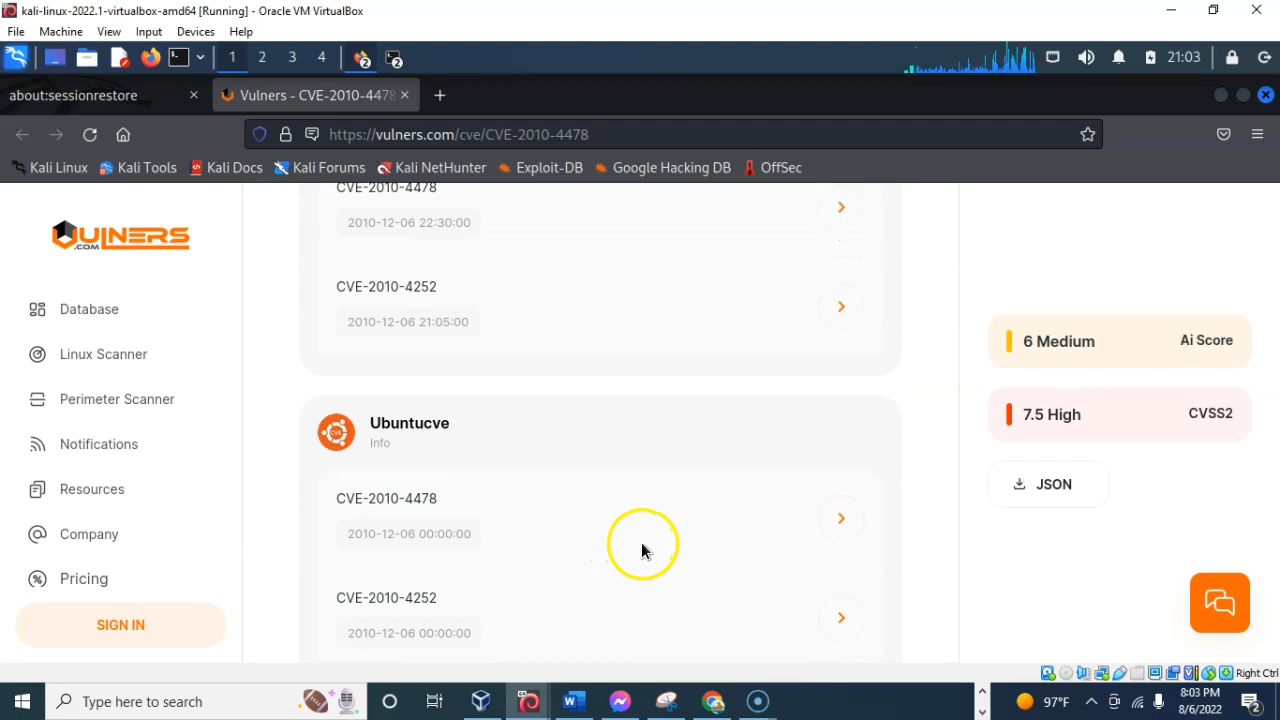 kali-linux-2022.1-virtualbox-amd64 [Running] - Oracle VM VirtualBox
File Machine View Input Devices Help
1 2 3 4 2 2 21:03
about:sessionrestore Vulners - CVE-2010-4478
https://vulners.com/cve/CVE-2010-4478
Kali Linux Kali Tools Kali Docs Kali Forums Kali NetHunter Exploit-DB Google Hacking DB OffSec
VULNERS
.COM
Database
Linux Scanner
Perimeter Scanner
Notifications
Resources
Company
Pricing
SIGN IN
CVE-2010-4478
2010-12-06 22:30:00
CVE-2010-4252
2010-12-06 21:05:00
CVE
Ubuntucve
Info
CVE-2010-4478
2010-12-06 00:00:00
CVE-2010-4252
2010-12-06 00:00:00
6 Medium Ai Score
7.5 High CVSS2
JSON
Right Ctrl
Type here to search
97°F
8:03 PM
8/6/2022
2